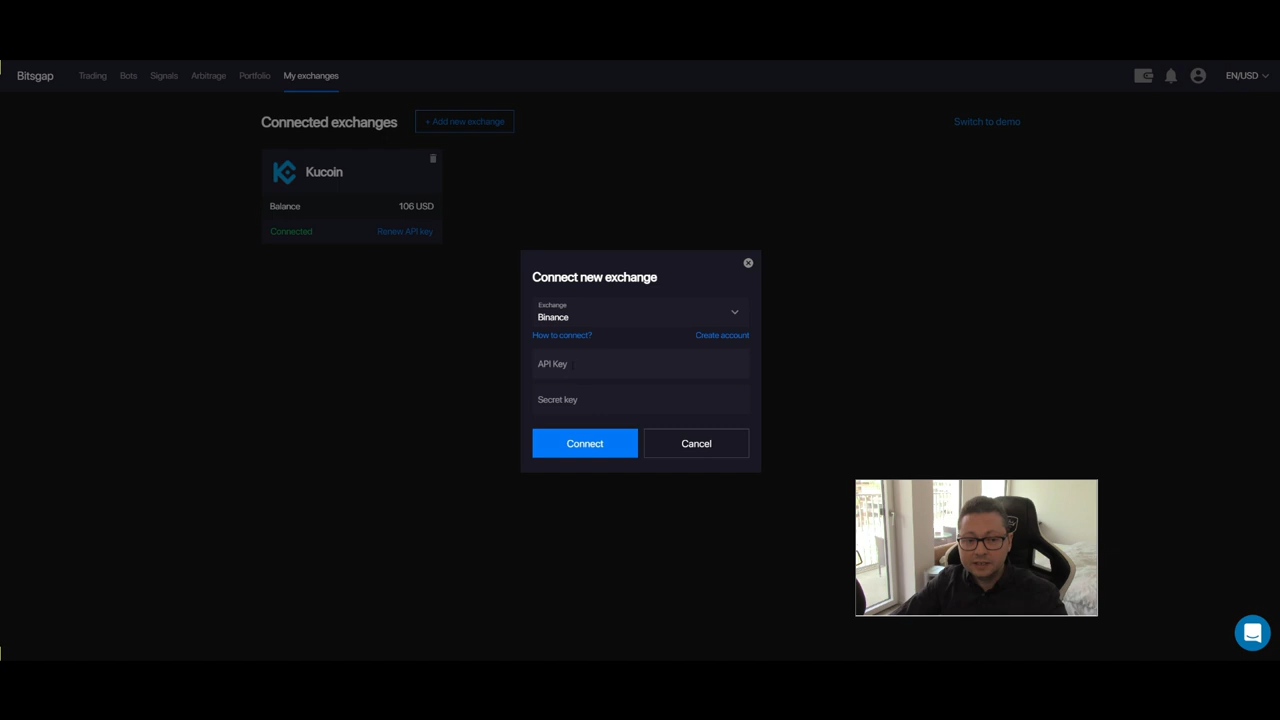 Bitsgap Trading Bots Signals Arbitrage Portfolio My exchanges EN/USD
Connected exchanges + Add new exchange Switch to demo
Kucoin
Balance 106 USD
Connected Renew API key
Connect new exchange
Exchange
Binance
How to connect? Create account
API Key
Secret key
Connect Cancel